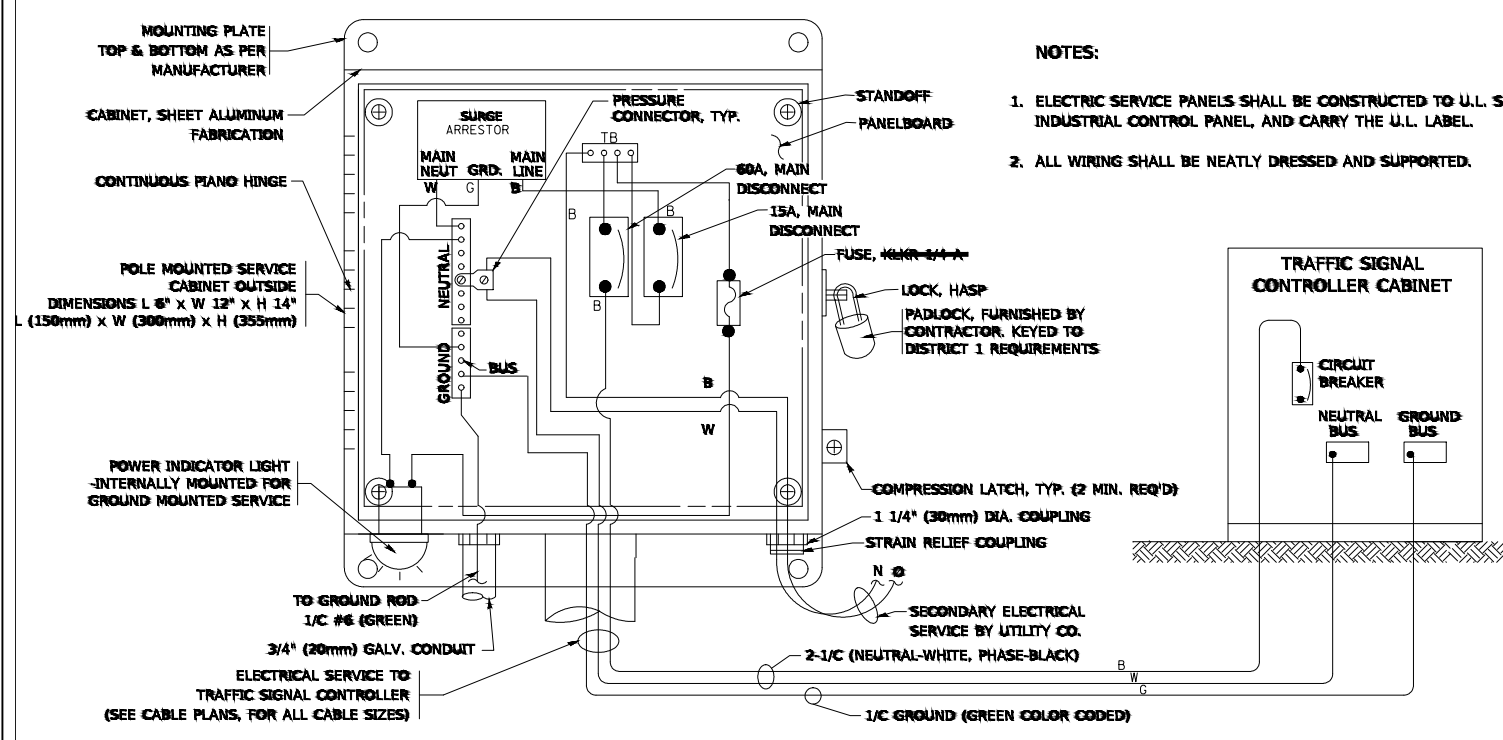 MOUNTING PLATE
TOP & BOTTOM AS PER
MANUFACTURER
CABINET, SHEET ALUMINUM
FABRICATION
CONTINUOUS PIANO HINGE
POLE MOUNTED SERVICE
CABINET OUTSIDE
DIMENSIONS L 6" x W 12" x H 14"
L (150mm) x W (300mm) x H (355mm)
POWER INDICATOR LIGHT
-INTERNALLY MOUNTED FOR
GROUND MOUNTED SERVICE
SURGE
ARRESTOR
MAIN
NEUT
GRD.
MAIN
LINE
W
G
B
PRESSURE
CONNECTOR, TYP.
TB
60A, MAIN
DISCONNECT
15A, MAIN
DISCONNECT
B
B
B
NEUTRAL
GROUND
BUS
B
W
STANDOFF
PANELBOARD
FUSE, KLKR 1/4 A
LOCK, HASP
PADLOCK, FURNISHED BY
CONTRACTOR. KEYED TO
DISTRICT 1 REQUIREMENTS
COMPRESSION LATCH, TYP. (2 MIN. REQ'D)
1 1/4" (30mm) DIA. COUPLING
STRAIN RELIEF COUPLING
N Ø
SECONDARY ELECTRICAL
SERVICE BY UTILITY CO.
TO GROUND ROD
1/C #6 (GREEN)
3/4" (20mm) GALV. CONDUIT
ELECTRICAL SERVICE TO
TRAFFIC SIGNAL CONTROLLER
(SEE CABLE PLANS, FOR ALL CABLE SIZES)
2-1/C (NEUTRAL-WHITE, PHASE-BLACK)
1/C GROUND (GREEN COLOR CODED)
B
W
G
NOTES:
1. ELECTRIC SERVICE PANELS SHALL BE CONSTRUCTED TO U.L. S
INDUSTRIAL CONTROL PANEL, AND CARRY THE U.L. LABEL.
2. ALL WIRING SHALL BE NEATLY DRESSED AND SUPPORTED.
TRAFFIC SIGNAL
CONTROLLER CABINET
CIRCUIT
BREAKER
NEUTRAL
BUS
GROUND
BUS